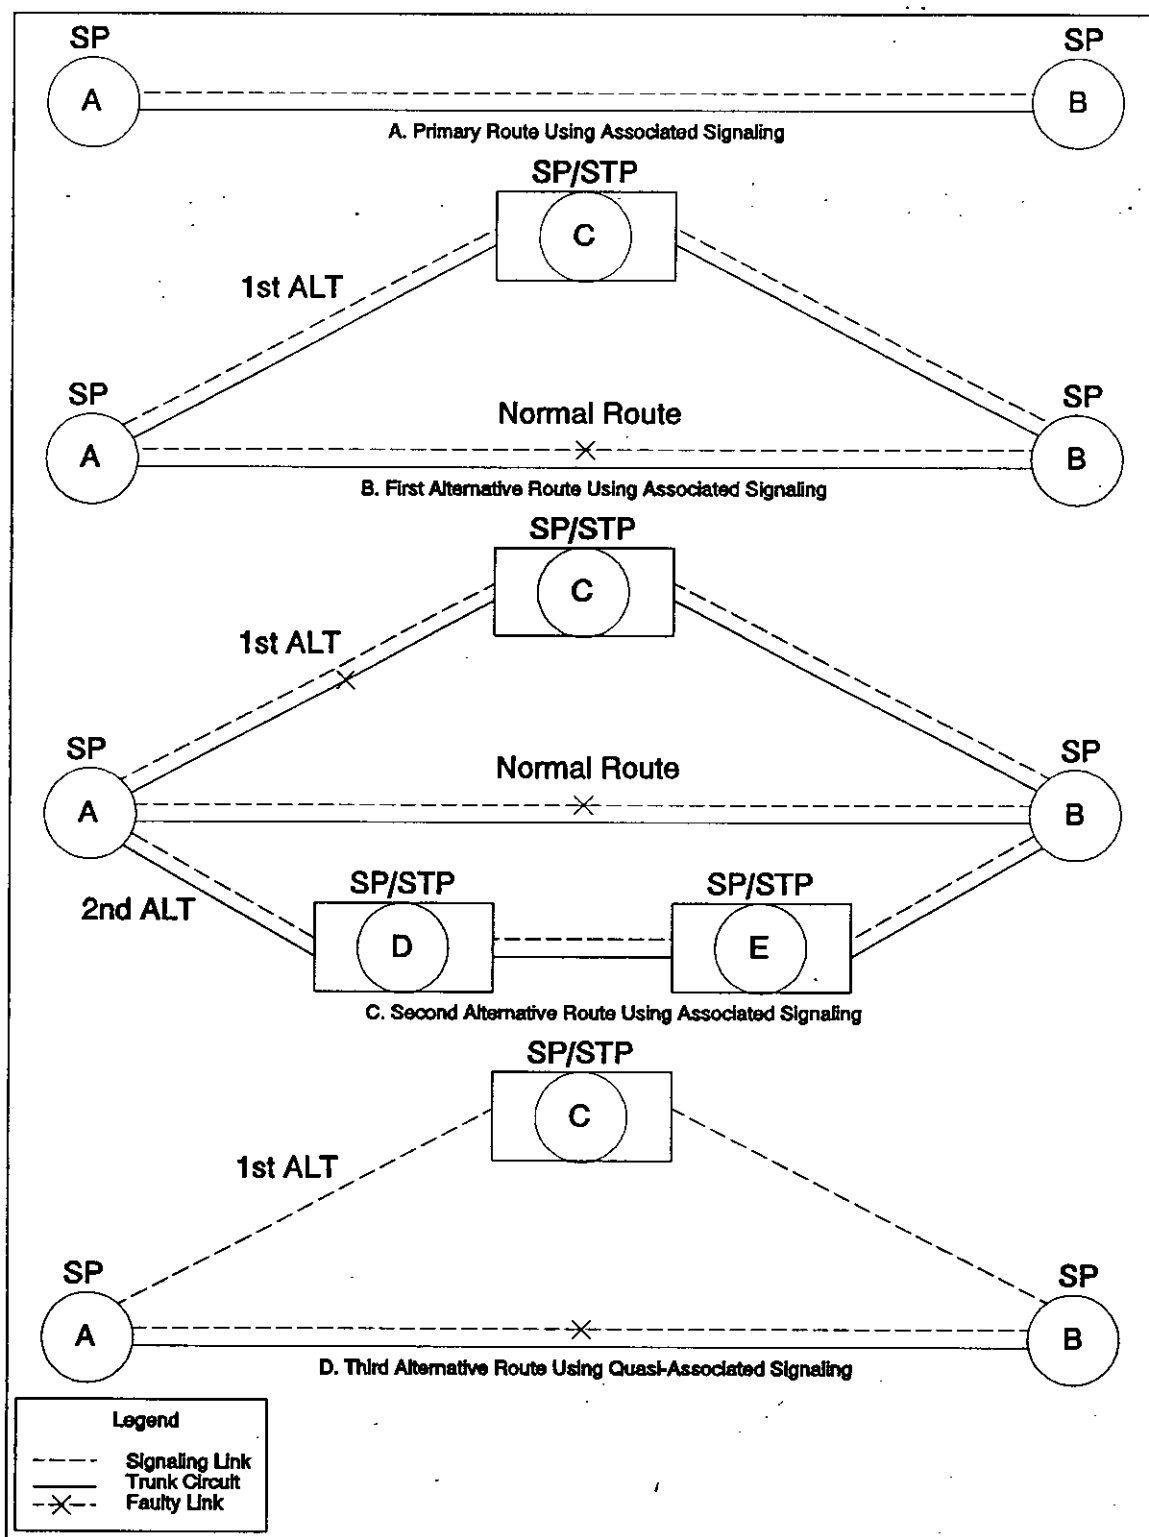 SP
SP
A
B
A. Primary Route Using Associated Signaling
SP/STP
C
1st ALT
SP
SP
Normal Route
A
B
B. First Alternative Route Using Associated Signaling
SP/STP
C
1st ALT
SP
SP
Normal Route
A
B
2nd ALT
SP/STP
SP/STP
D
E
C. Second Alternative Route Using Associated Signaling
SP/STP
C
1st ALT
SP
SP
A
B
D. Third Alternative Route Using Quasi-Associated Signaling
Legend
Signaling Link
Trunk Circuit
Faulty Link